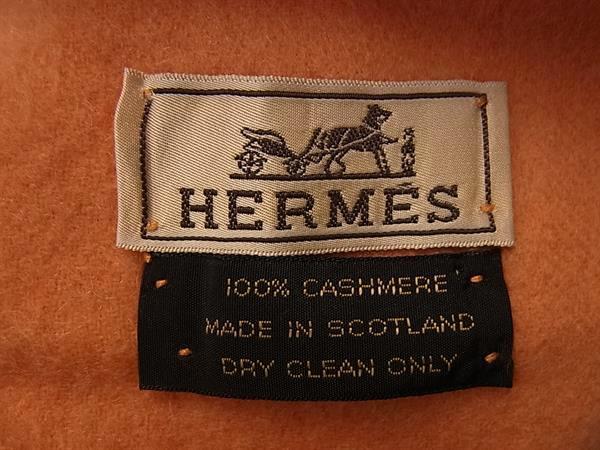 HERMÈS
100% CASHMERE
MADE IN SCOTLAND
DRY CLEAN ONLY